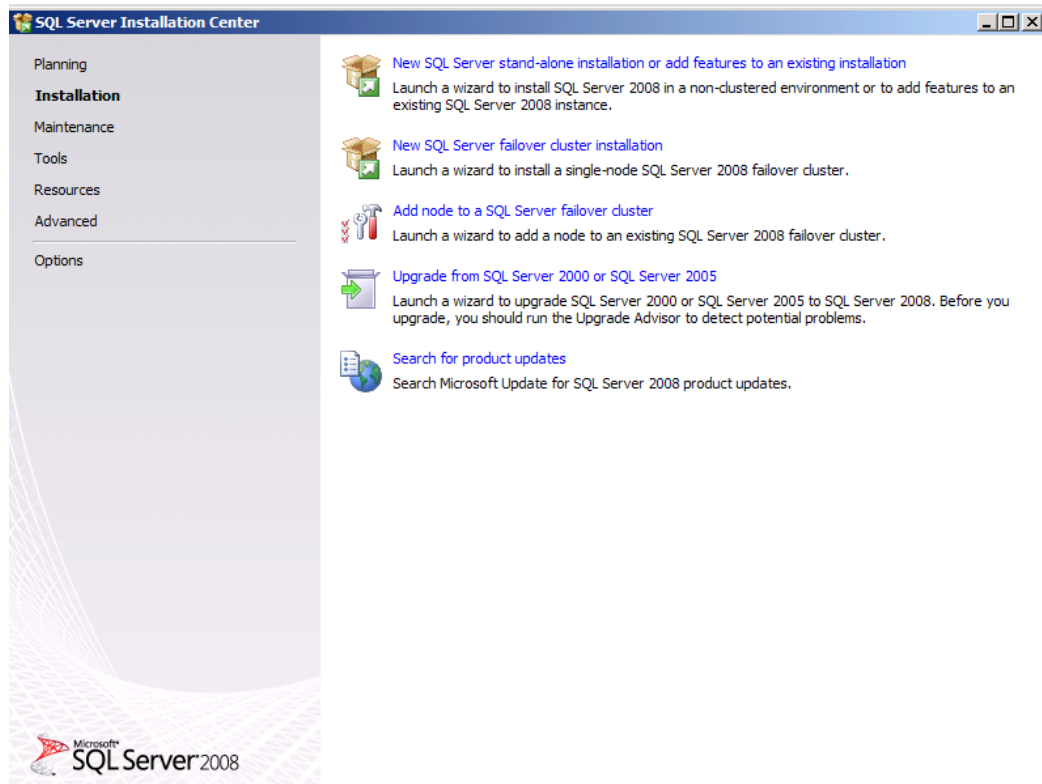 SQL Server Installation Center
Planning
Installation
Maintenance
Tools
Resources
Advanced
Options
New SQL Server stand-alone installation or add features to an existing installation
Launch a wizard to install SQL Server 2008 in a non-clustered environment or to add features to an
existing SQL Server 2008 instance.
New SQL Server failover cluster installation
Launch a wizard to install a single-node SQL Server 2008 failover cluster.
Add node to a SQL Server failover cluster
Launch a wizard to add a node to an existing SQL Server 2008 failover cluster.
Upgrade from SQL Server 2000 or SQL Server 2005
Launch a wizard to upgrade SQL Server 2000 or SQL Server 2005 to SQL Server 2008. Before you
upgrade, you should run the Upgrade Advisor to detect potential problems.
Search for product updates
Search Microsoft Update for SQL Server 2008 product updates.
Microsoft®
SQL Server 2008